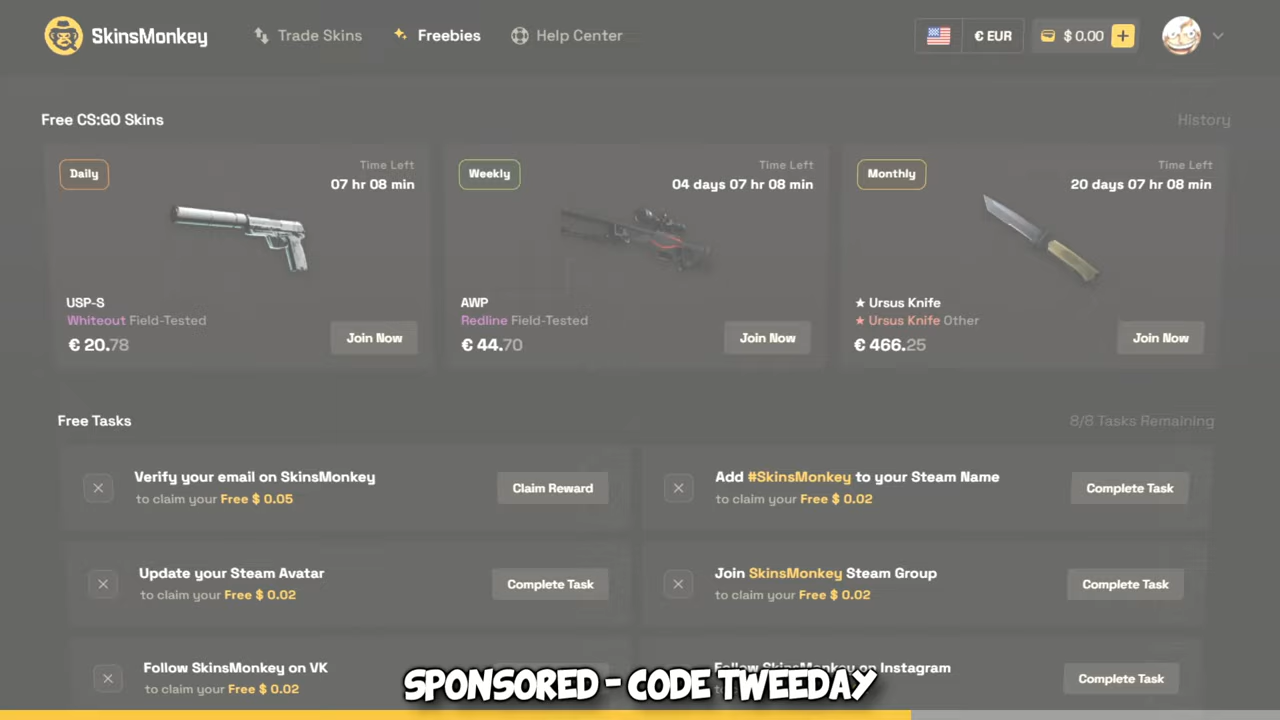 SkinsMonkey
Trade Skins
Freebies
Help Center
€ EUR
$ 0.00
+
Free CS:GO Skins
History
Daily
Time Left
07 hr 08 min
USP-S
Whiteout Field-Tested
€ 20.78
Join Now
Weekly
Time Left
04 days 07 hr 08 min
AWP
Redline Field-Tested
€ 44.70
Join Now
Monthly
Time Left
20 days 07 hr 08 min
★ Ursus Knife
★ Ursus Knife Other
€ 466.25
Join Now
Free Tasks
8/8 Tasks Remaining
Verify your email on SkinsMonkey
to claim your Free $ 0.05
Claim Reward
Add #SkinsMonkey to your Steam Name
to claim your Free $ 0.02
Complete Task
Update your Steam Avatar
to claim your Free $ 0.02
Complete Task
Join SkinsMonkey Steam Group
to claim your Free $ 0.02
Complete Task
Follow SkinsMonkey on VK
to claim your Free $ 0.02
Follow SkinsMonkey on Instagram
Complete Task
SPONSORED - CODE TWEEDAY